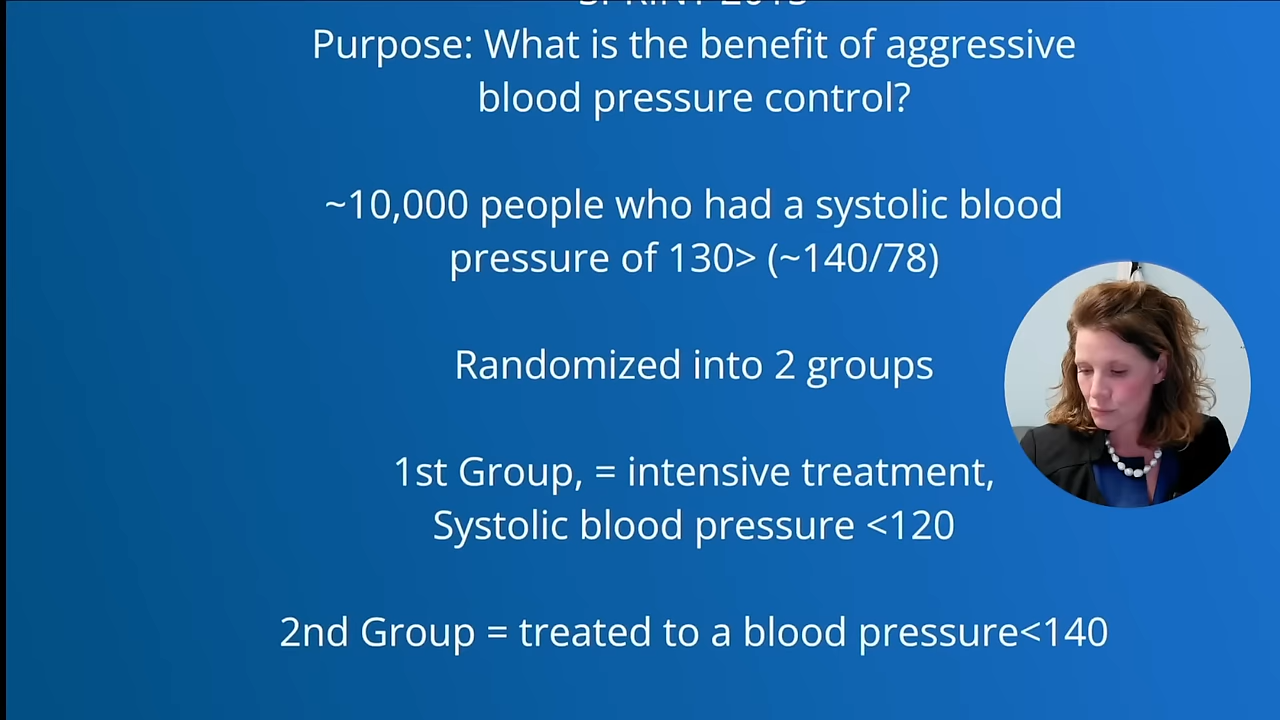 SPRINT 2015
Purpose: What is the benefit of aggressive
blood pressure control?
~10,000 people who had a systolic blood
pressure of 130> (~140/78)
Randomized into 2 groups
1st Group, = intensive treatment,
Systolic blood pressure <120
2nd Group = treated to a blood pressure<140